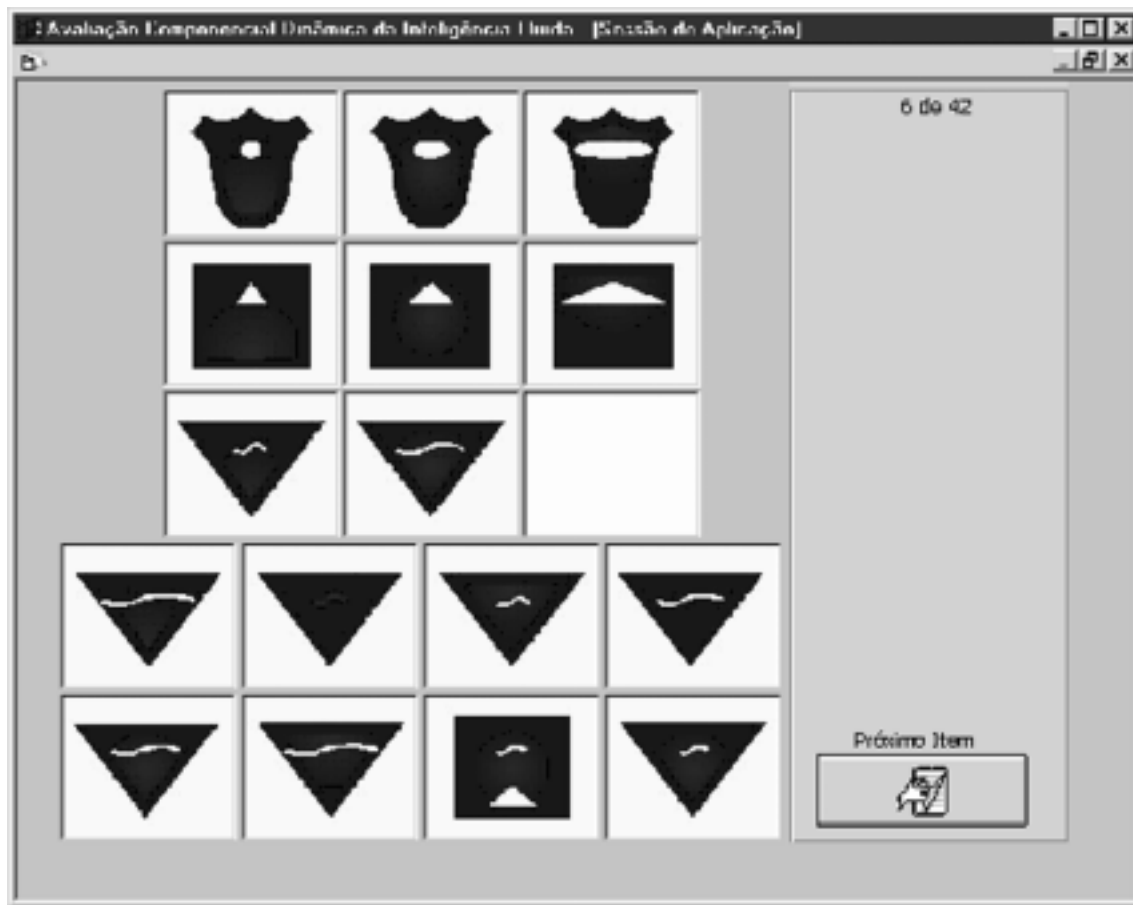 Avaliação Componencial Dinâmica da Inteligência Fluida - [Sessão de Aplicação]
6 de 42
Próximo Item